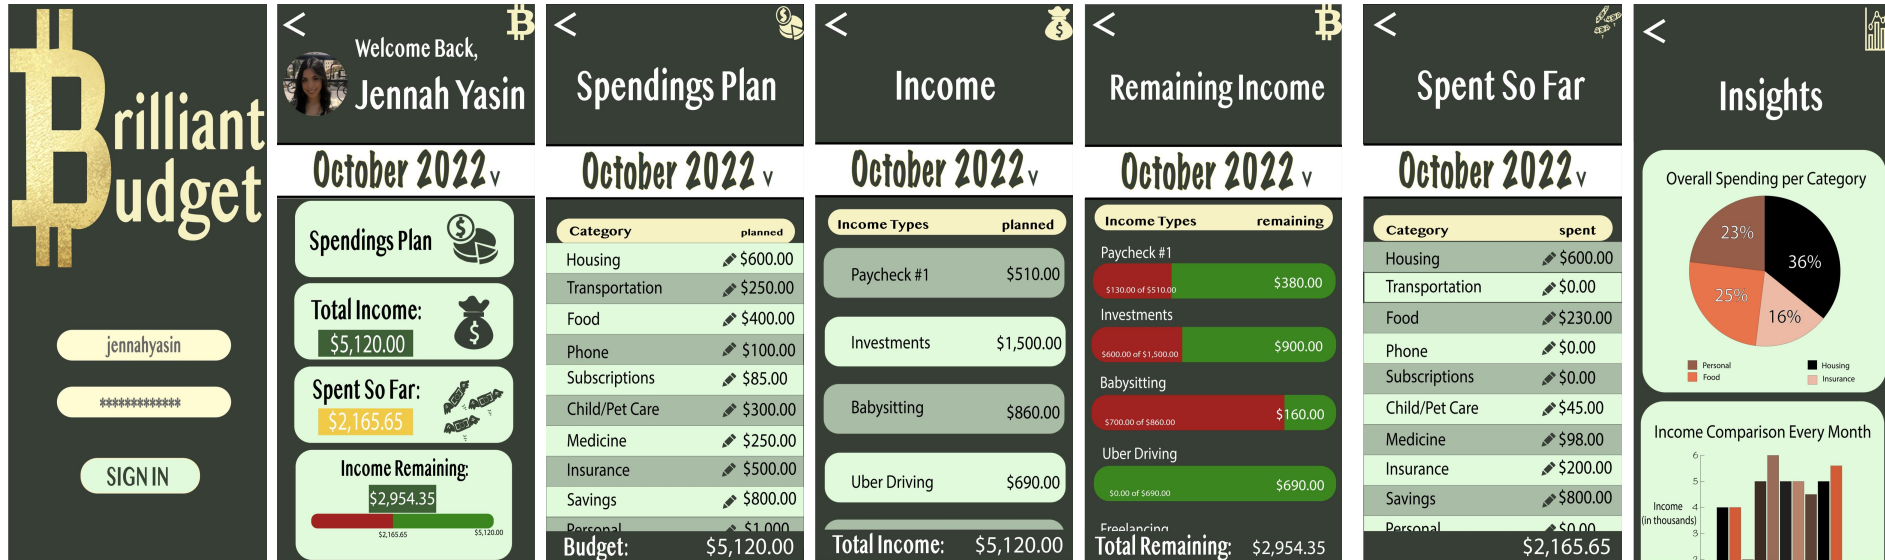 Brilliant
Budget
jennahyasin
*************
SIGN IN
<
Welcome Back,
Jennah Yasin
October 2022 v
Spendings Plan
Total Income:
$5,120.00
Spent So Far:
$2,165.65
Income Remaining:
$2,954.35
$2,165.65
$5,120.00
<
Spendings Plan
October 2022 v
Category planned
Housing $600.00
Transportation $250.00
Food $400.00
Phone $100.00
Subscriptions $85.00
Child/Pet Care $300.00
Medicine $250.00
Insurance $500.00
Savings $800.00
Personal $1,000
Budget: $5,120.00
<
Income
October 2022 v
Income Types planned
Paycheck #1 $510.00
Investments $1,500.00
Babysitting $860.00
Uber Driving $690.00
Total Income: $5,120.00
<
Remaining Income
October 2022 v
Income Types remaining
Paycheck #1
$130.00 of $510.00 $380.00
Investments
$600.00 of $1,500.00 $900.00
Babysitting
$700.00 of $860.00 $160.00
Uber Driving
$0.00 of $690.00 $690.00
Freelancing
Total Remaining: $2,954.35
<
Spent So Far
October 2022 v
Category spent
Housing $600.00
Transportation $0.00
Food $230.00
Phone $0.00
Subscriptions $0.00
Child/Pet Care $45.00
Medicine $98.00
Insurance $200.00
Savings $800.00
Personal $0.00
$2,165.65
<
Insights
Overall Spending per Category
23%
36%
25%
16%
Personal
Housing
Food
Insurance
Income Comparison Every Month
6
5
4
Income
(in thousands)
3
2